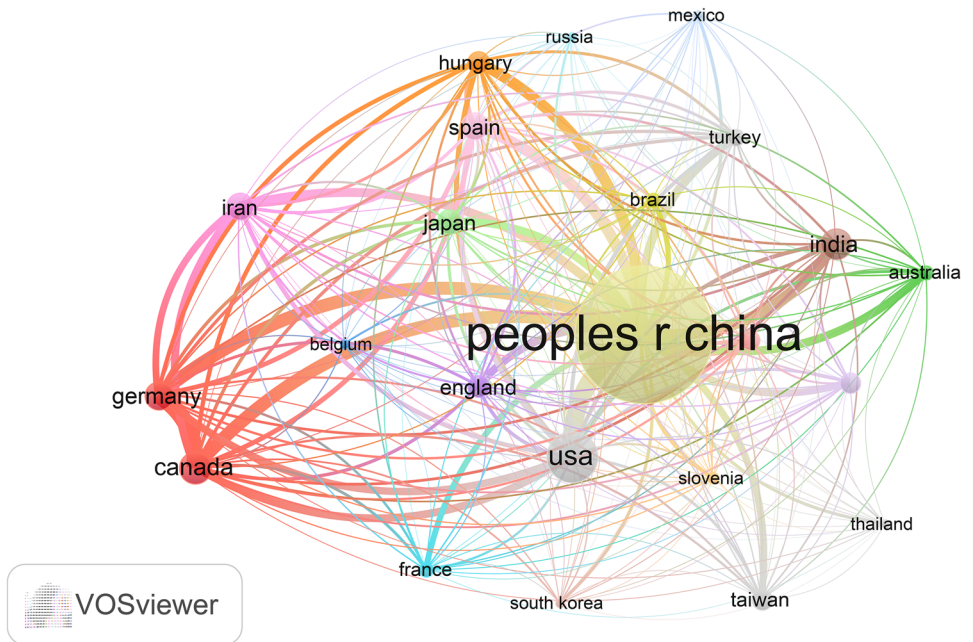 mexico
russia
hungary
spain
turkey
brazil
iran
japan
india
australia
peoples r china
belgium
england
germany
usa
canada
slovenia
thailand
france
south korea
taiwan
VOSviewer